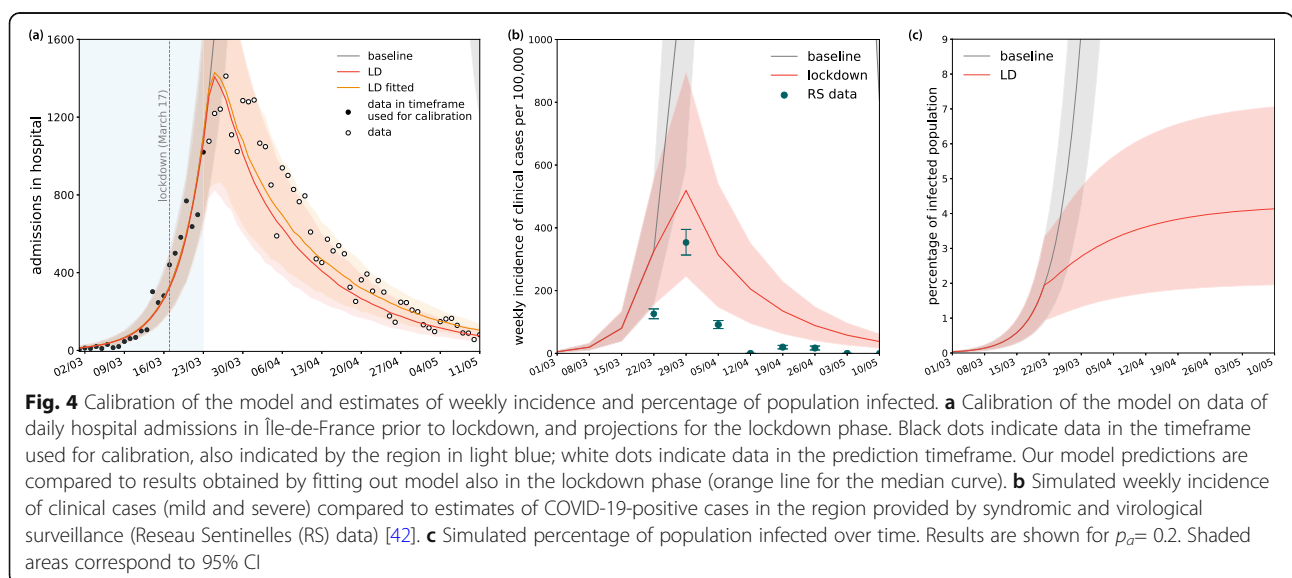 (a)
1600
1200
800
400
0
admissions in hospital
lockdown (March 17)
baseline
LD
LD fitted
data in timeframe
used for calibration
data
02/03
09/03
16/03
23/03
30/03
06/04
13/04
20/04
27/04
04/05
11/05
(b)
1000
800
600
400
200
0
weekly incidence of clinical cases per 100,000
baseline
lockdown
RS data
01/03
08/03
15/03
22/03
29/03
05/04
12/04
19/04
26/04
03/05
10/05
(c)
9
8
7
6
5
4
3
2
1
0
percentage of infected population
baseline
LD
01/03
08/03
15/03
22/03
29/03
05/04
12/04
19/04
26/04
03/05
10/05
Fig. 4 Calibration of the model and estimates of weekly incidence and percentage of population infected. a Calibration of the model on data of
daily hospital admissions in Île-de-France prior to lockdown, and projections for the lockdown phase. Black dots indicate data in the timeframe
used for calibration, also indicated by the region in light blue; white dots indicate data in the prediction timeframe. Our model predictions are
compared to results obtained by fitting out model also in the lockdown phase (orange line for the median curve). b Simulated weekly incidence
of clinical cases (mild and severe) compared to estimates of COVID-19-positive cases in the region provided by syndromic and virological
surveillance (Reseau Sentinelles (RS) data) [42]. c Simulated percentage of population infected over time. Results are shown for pa= 0.2. Shaded
areas correspond to 95% CI